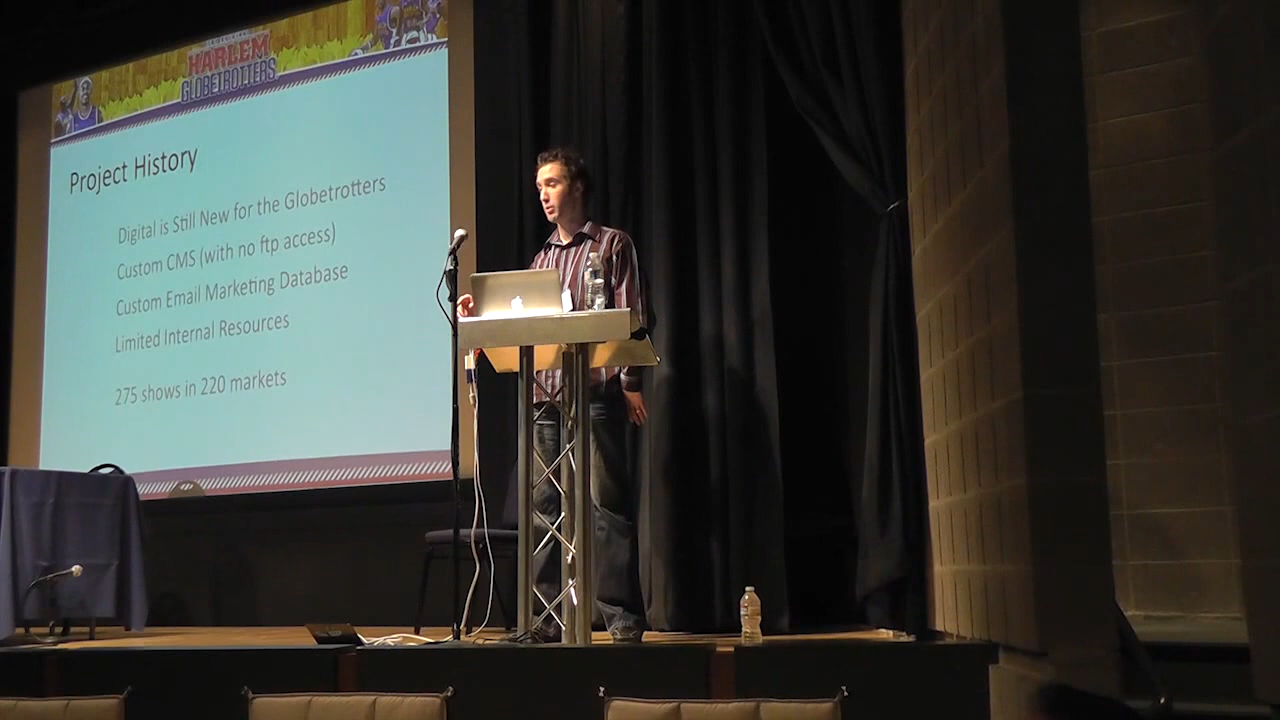 HARLEM
GLOBETROTTERS
Project History
Digital is Still New for the Globetrotters
Custom CMS (with no ftp access)
Custom Email Marketing Database
Limited Internal Resources
275 shows in 220 markets